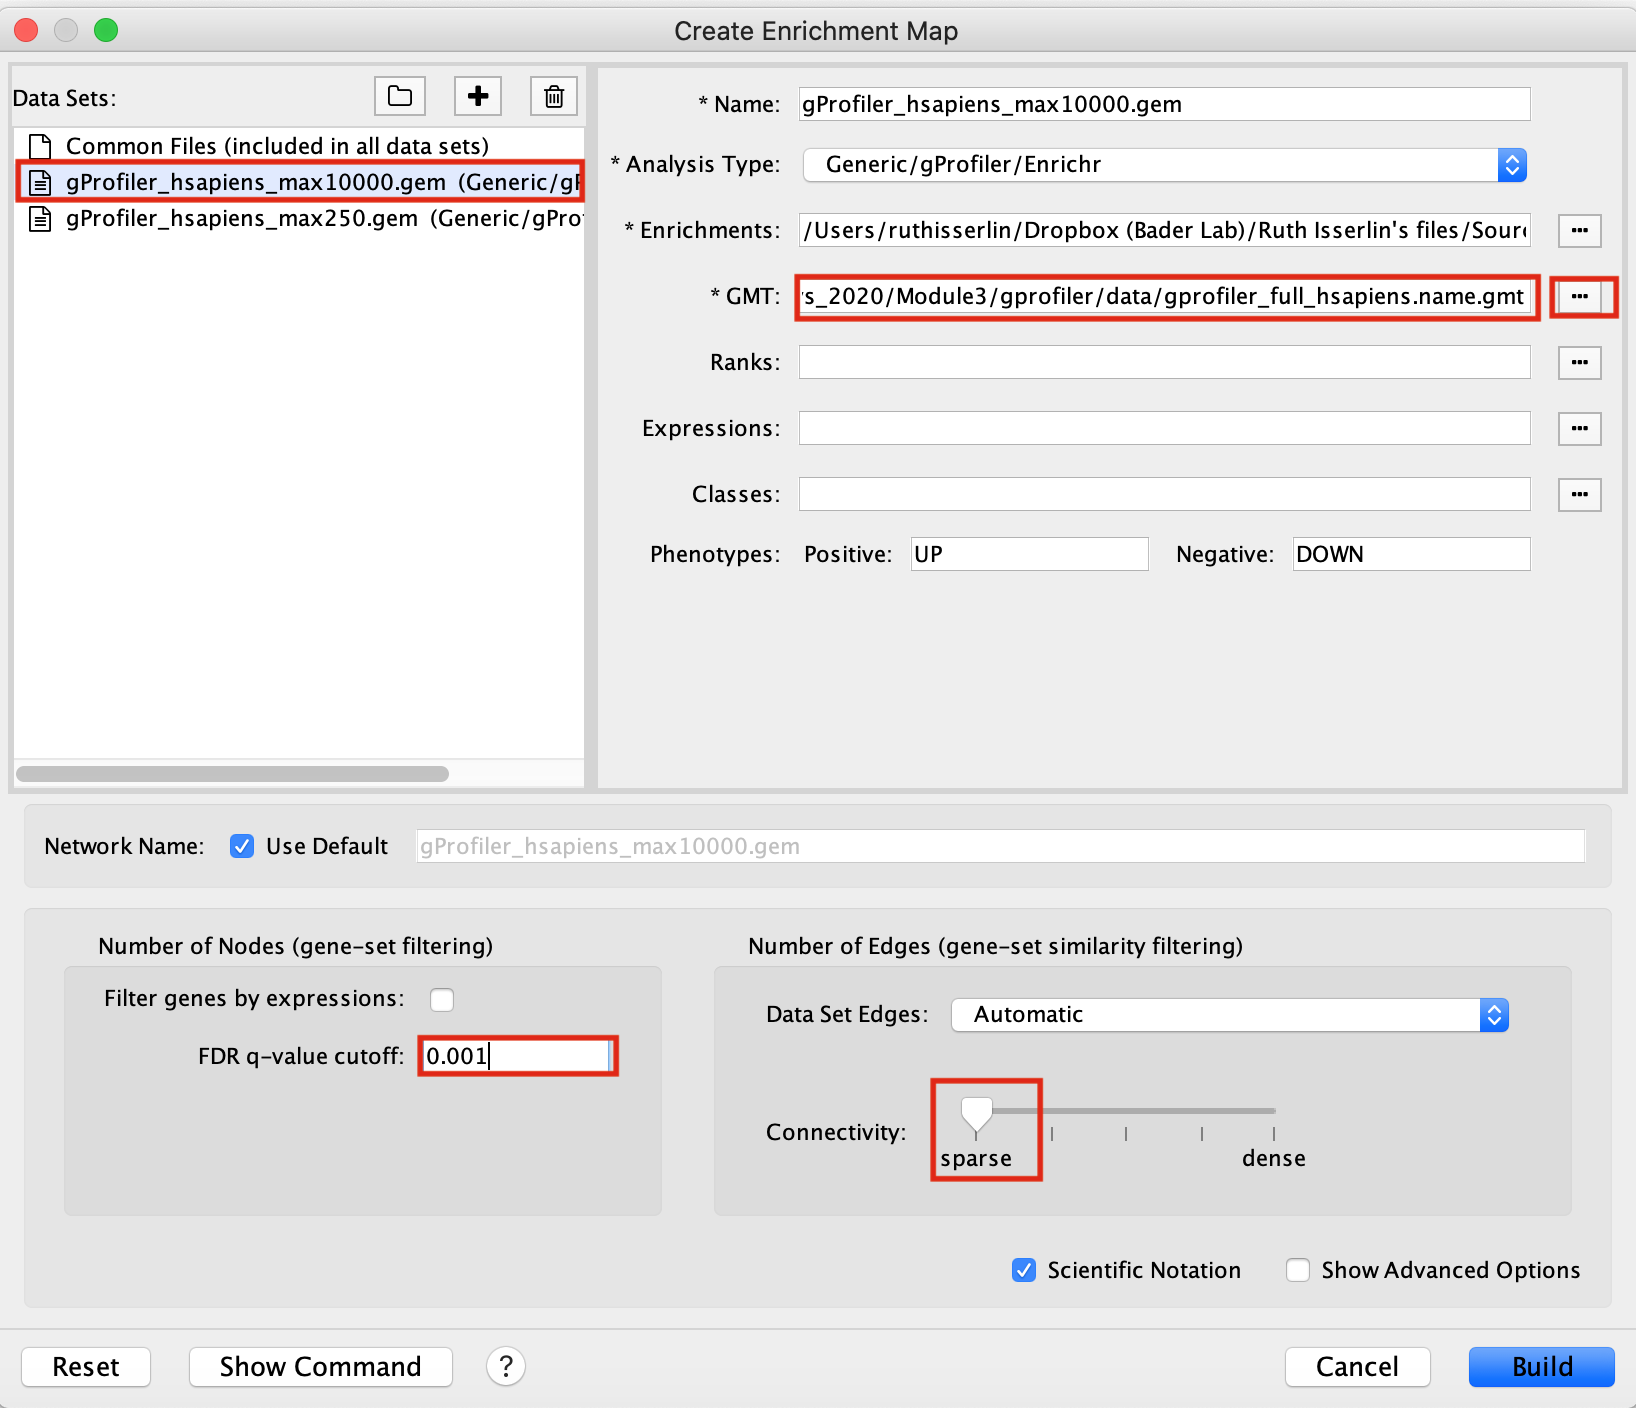 Create Enrichment Map
Data Sets:
Common Files (included in all data sets)
gProfiler_hsapiens_max10000.gem (Generic/gP
gProfiler_hsapiens_max250.gem (Generic/gPro
* Name: gProfiler_hsapiens_max10000.gem
* Analysis Type: Generic/gProfiler/Enrichr
* Enrichments: /Users/ruthisserlin/Dropbox (Bader Lab)/Ruth Isserlin's files/Sour
* GMT: s_2020/Module3/gprofiler/data/gprofiler_full_hsapiens.name.gmt
Ranks:
Expressions:
Classes:
Phenotypes: Positive: UP Negative: DOWN
Network Name: Use Default gProfiler_hsapiens_max10000.gem
Number of Nodes (gene-set filtering)
Filter genes by expressions:
FDR q-value cutoff: 0.001
Number of Edges (gene-set similarity filtering)
Data Set Edges: Automatic
Connectivity:
sparse dense
Scientific Notation Show Advanced Options
Reset Show Command ? Cancel Build